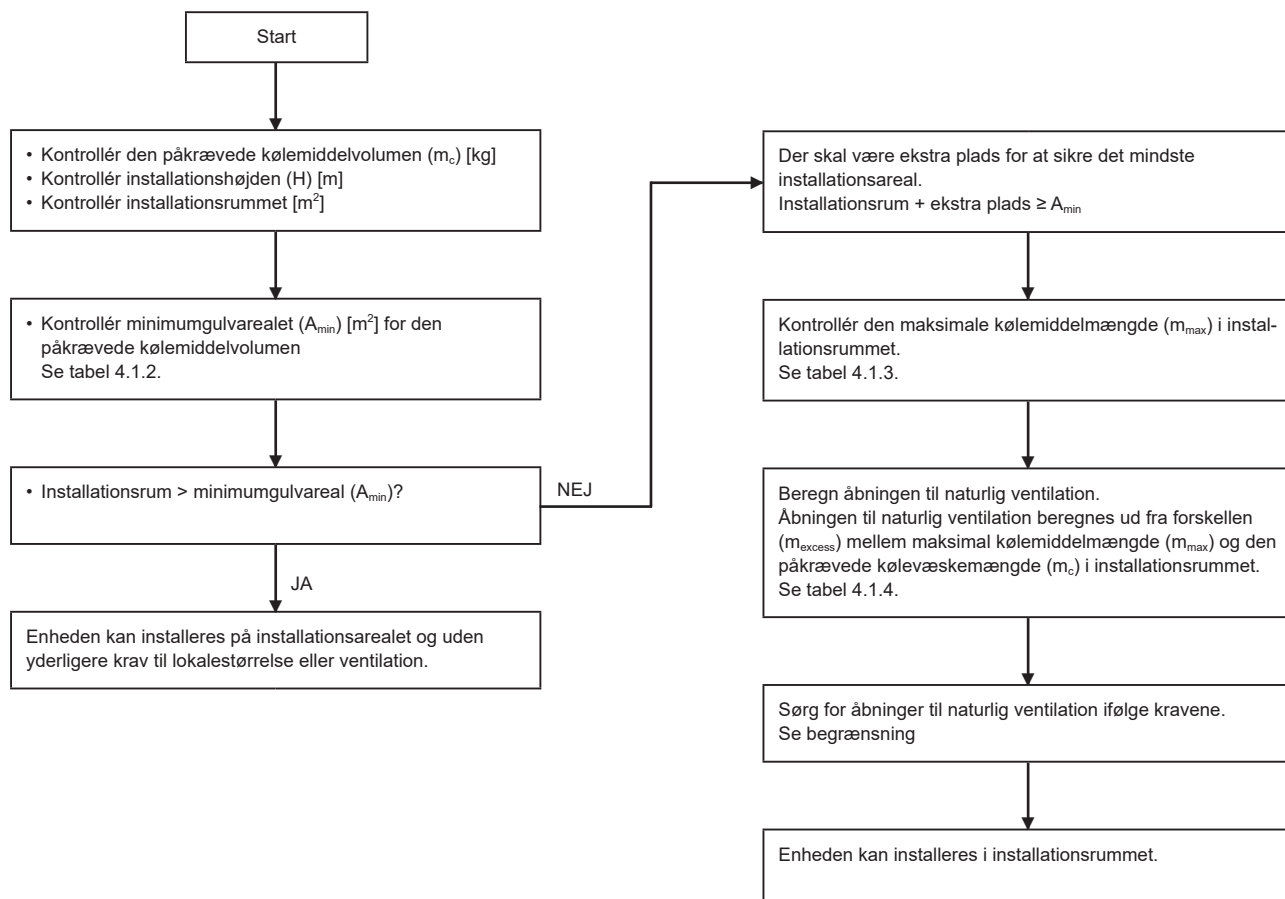 Start
• Kontrollér den påkrævede kølemiddelvolumen (mc) [kg]
• Kontrollér installationshøjden (H) [m]
• Kontrollér installationsrummet [m²]
• Kontrollér minimumgulvarealet (Amin) [m²] for den
påkrævede kølemiddelvolumen
Se tabel 4.1.2.
• Installationsrum > minimumgulvareal (Amin)?
NEJ
JA
Enheden kan installeres på installationsarealet og uden
yderligere krav til lokalestørrelse eller ventilation.
Der skal være ekstra plads for at sikre det mindste
installationsareal.
Installationsrum + ekstra plads ≥ Amin
Kontrollér den maksimale kølemiddelmængde (mmax) i instal-
lationsrummet.
Se tabel 4.1.3.
Beregn åbningen til naturlig ventilation.
Åbningen til naturlig ventilation beregnes ud fra forskellen
(mexcess) mellem maksimal kølemiddelmængde (mmax) og den
påkrævede kølevæskemængde (mc) i installationsrummet.
Se tabel 4.1.4.
Sørg for åbninger til naturlig ventilation ifølge kravene.
Se begrænsning
Enheden kan installeres i installationsrummet.